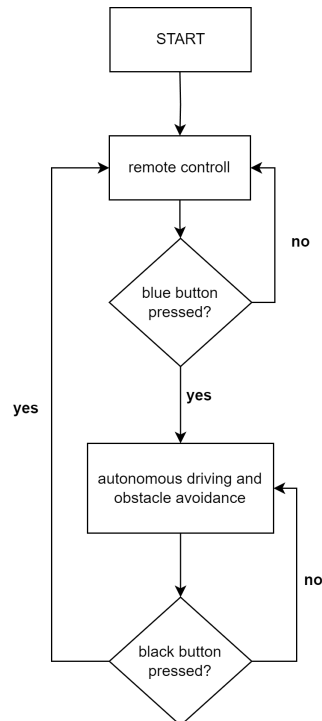 START
remote controll
no
blue button
pressed?
yes
yes
autonomous driving and
obstacle avoidance
no
black button
pressed?